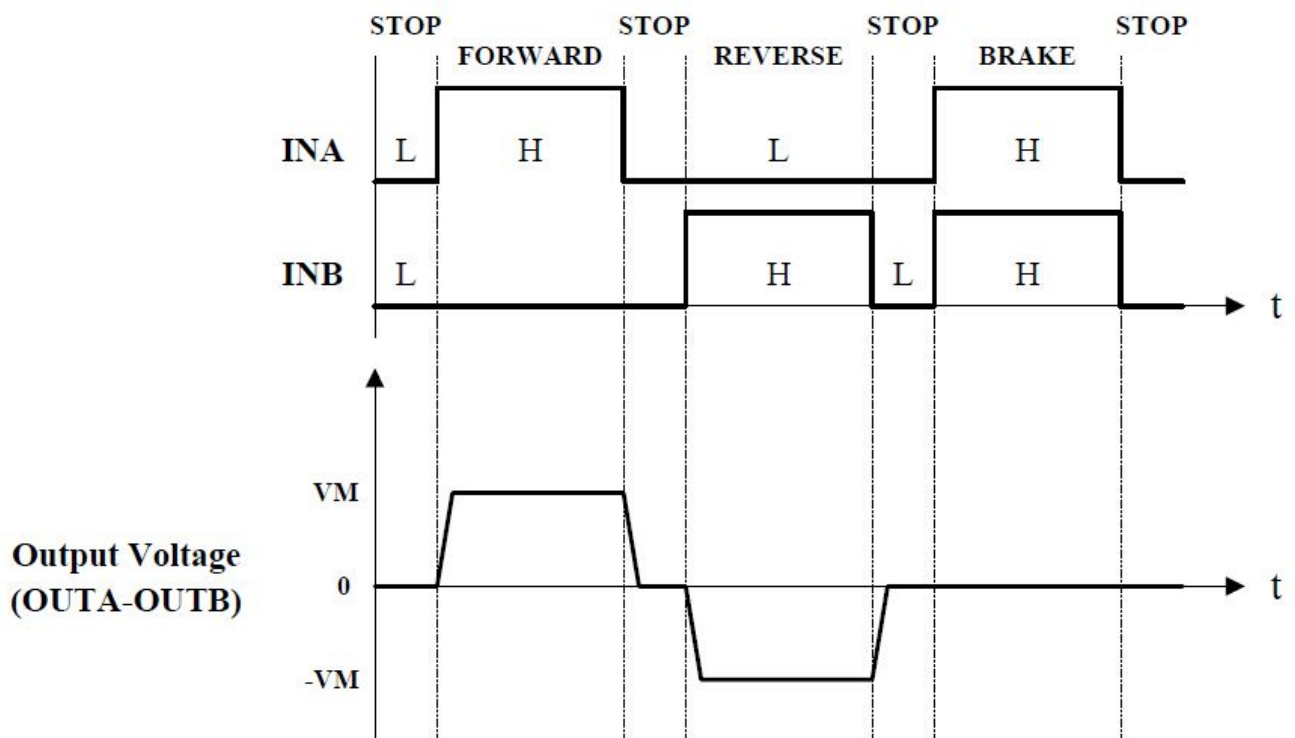 STOP STOP STOP STOP
FORWARD REVERSE BRAKE
INA L H L H
INB L H L H
t
VM
Output Voltage
(OUTA-OUTB)
0
t
-VM